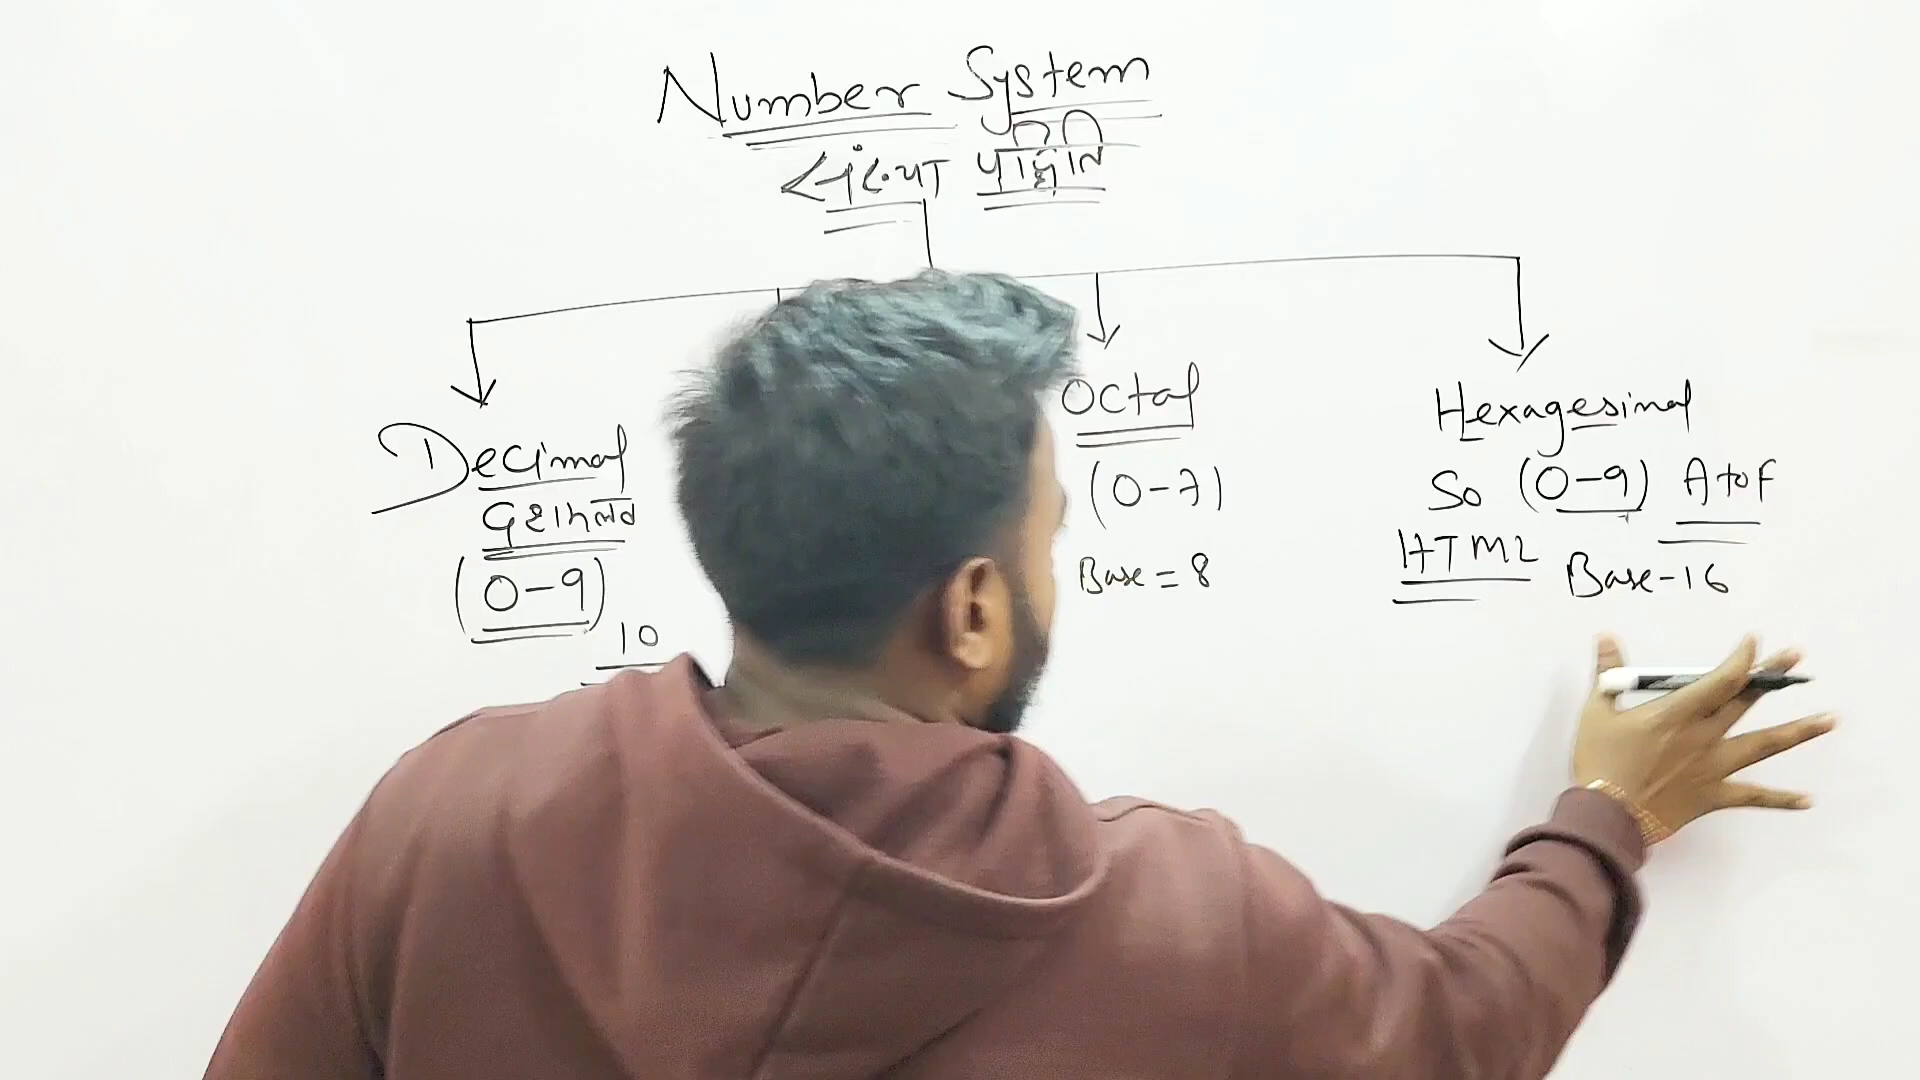 Number System
संख्या पद्धिति
Decimal
दशमलव
(0-9)
10
Octal
(0-7)
Base = 8
Hexagesimal
So (0-9) A to F
HTML Base-16